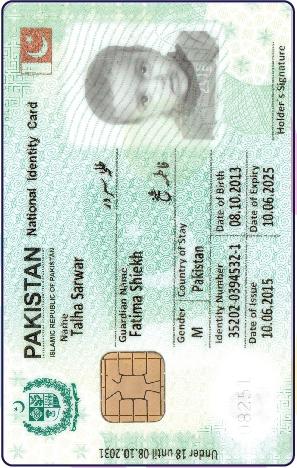 PAKISTAN National Identity Card
ISLAMIC REPUBLIC OF PAKISTAN
Name
Talha Sarwar
طلحہ سرور
Guardian Name
Fatima Shiekh
فاطمہ شیخ
Gender
Country of Stay
M
Pakistan
Identity Number
Date of Birth
35202-0394532-1
08.10.2013
Date of Issue
Date of Expiry
10.06.2015
10.06.2025
Holder's Signature
Under 18 until 08.10.2031